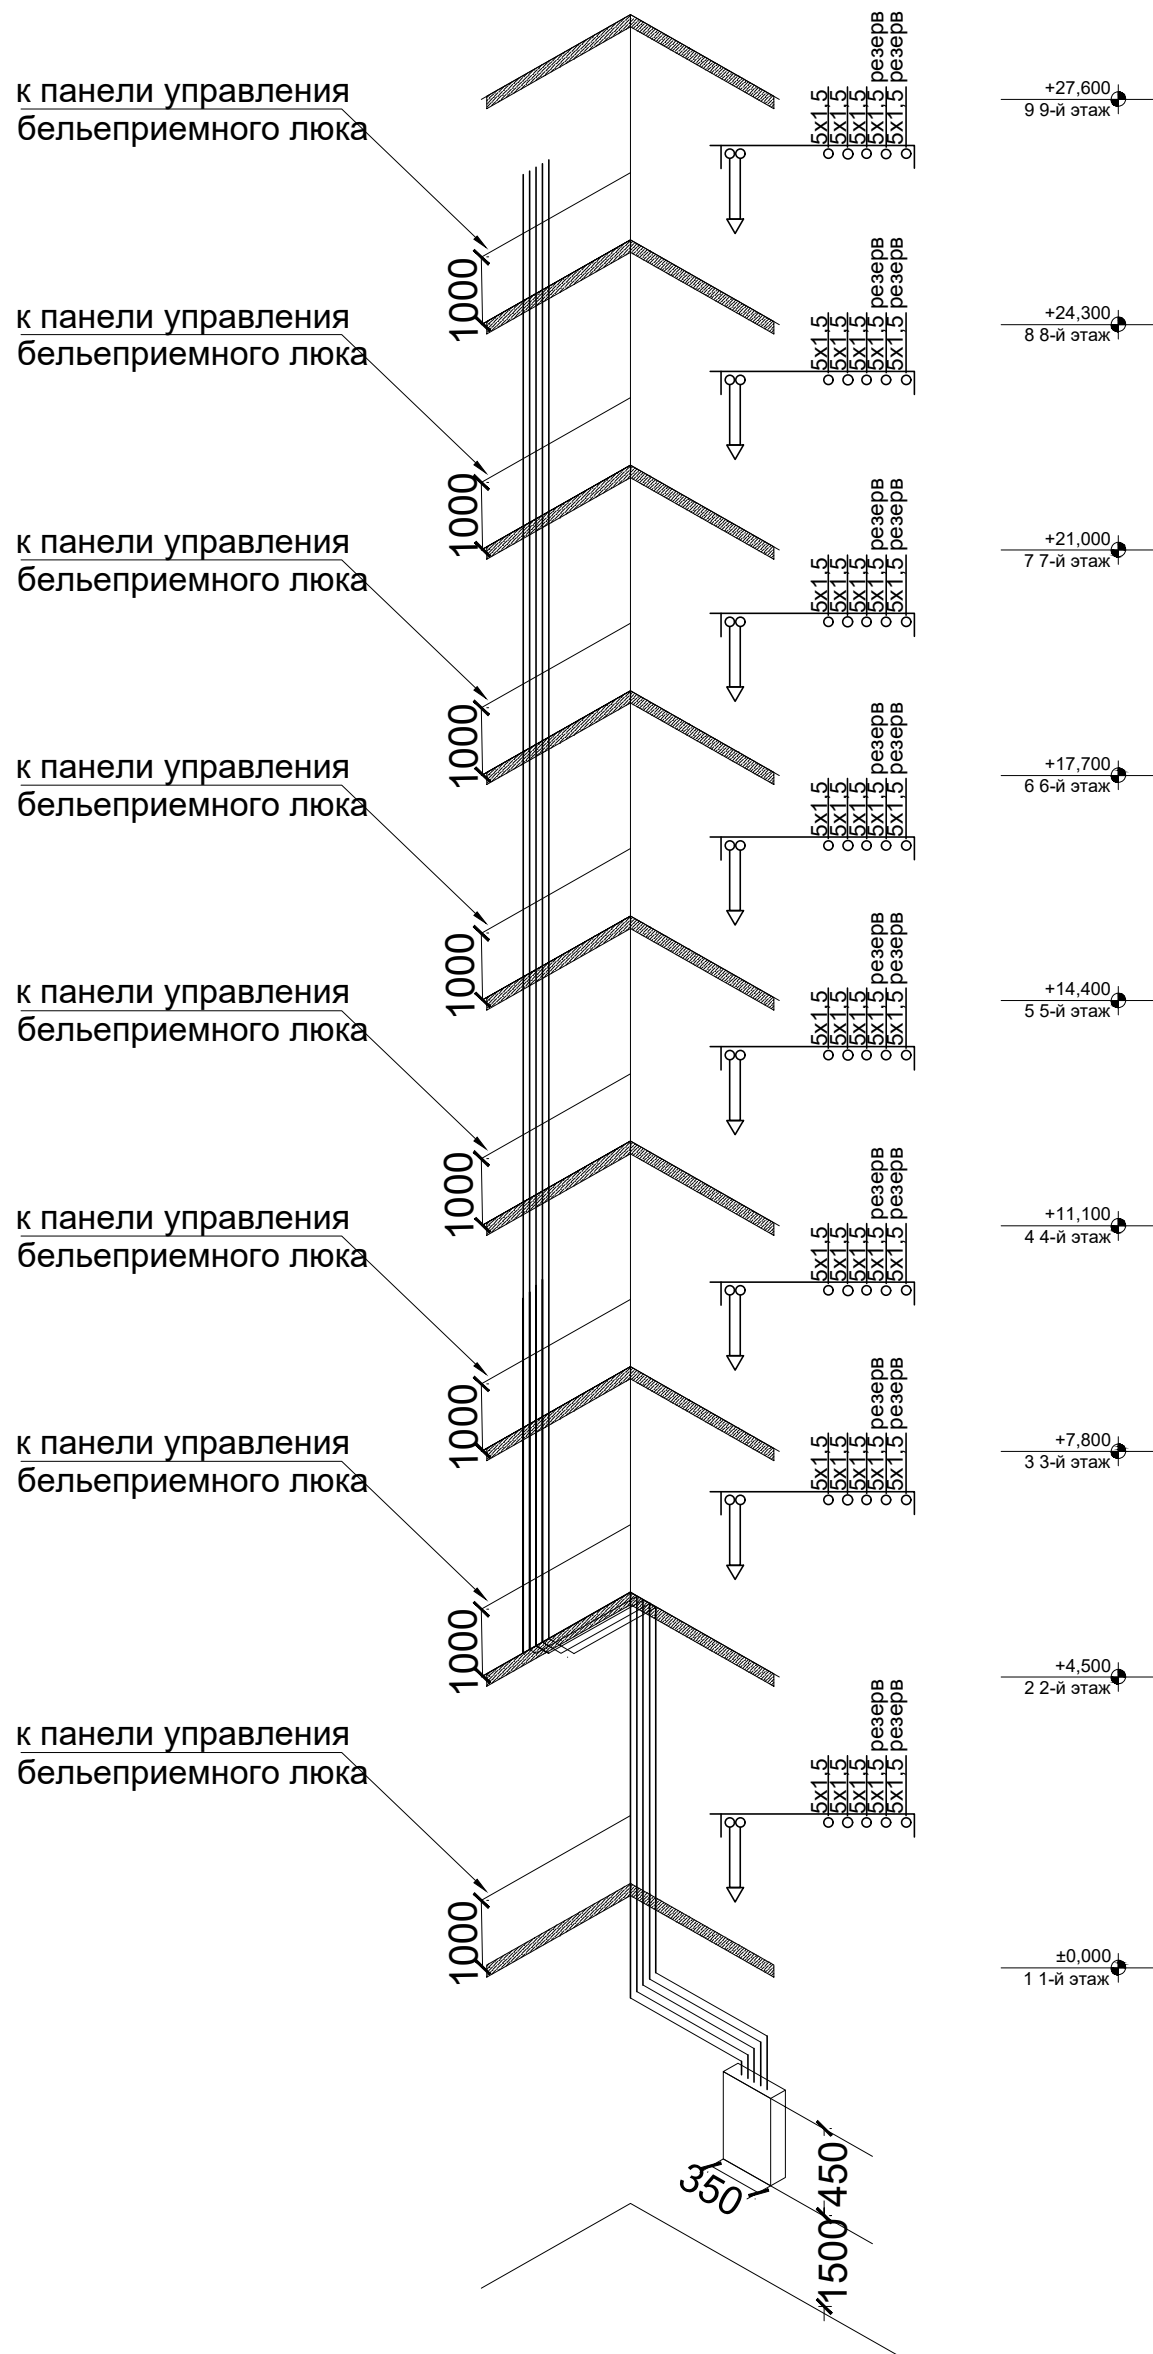 к панели управления
бельеприемного люка
5x1,5
5x1,5
5x1,5
5x1,5 резерв
5x1,5 резерв
+27,600
9 9-й этаж
1000
к панели управления
бельеприемного люка
5x1,5
5x1,5
5x1,5
5x1,5 резерв
5x1,5 резерв
+24,300
8 8-й этаж
1000
к панели управления
бельеприемного люка
5x1,5
5x1,5
5x1,5
5x1,5 резерв
5x1,5 резерв
+21,000
7 7-й этаж
1000
к панели управления
бельеприемного люка
5x1,5
5x1,5
5x1,5
5x1,5 резерв
5x1,5 резерв
+17,700
6 6-й этаж
1000
к панели управления
бельеприемного люка
5x1,5
5x1,5
5x1,5
5x1,5 резерв
5x1,5 резерв
+14,400
5 5-й этаж
1000
к панели управления
бельеприемного люка
5x1,5
5x1,5
5x1,5
5x1,5 резерв
5x1,5 резерв
+11,100
4 4-й этаж
1000
к панели управления
бельеприемного люка
5x1,5
5x1,5
5x1,5
5x1,5 резерв
5x1,5 резерв
+7,800
3 3-й этаж
1000
+4,500
2 2-й этаж
к панели управления
бельеприемного люка
5x1,5
5x1,5
5x1,5
5x1,5 резерв
5x1,5 резерв
1000
±0,000
1 1-й этаж
350
450
1500